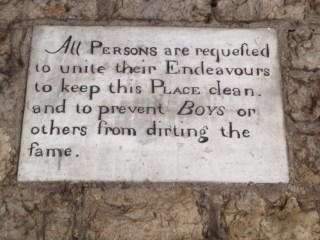 All PERSONS are requeſted
to unite their Endeavours
to keep this PLACE clean.
and to prevent BOYS or
others from dirting the
ſame.